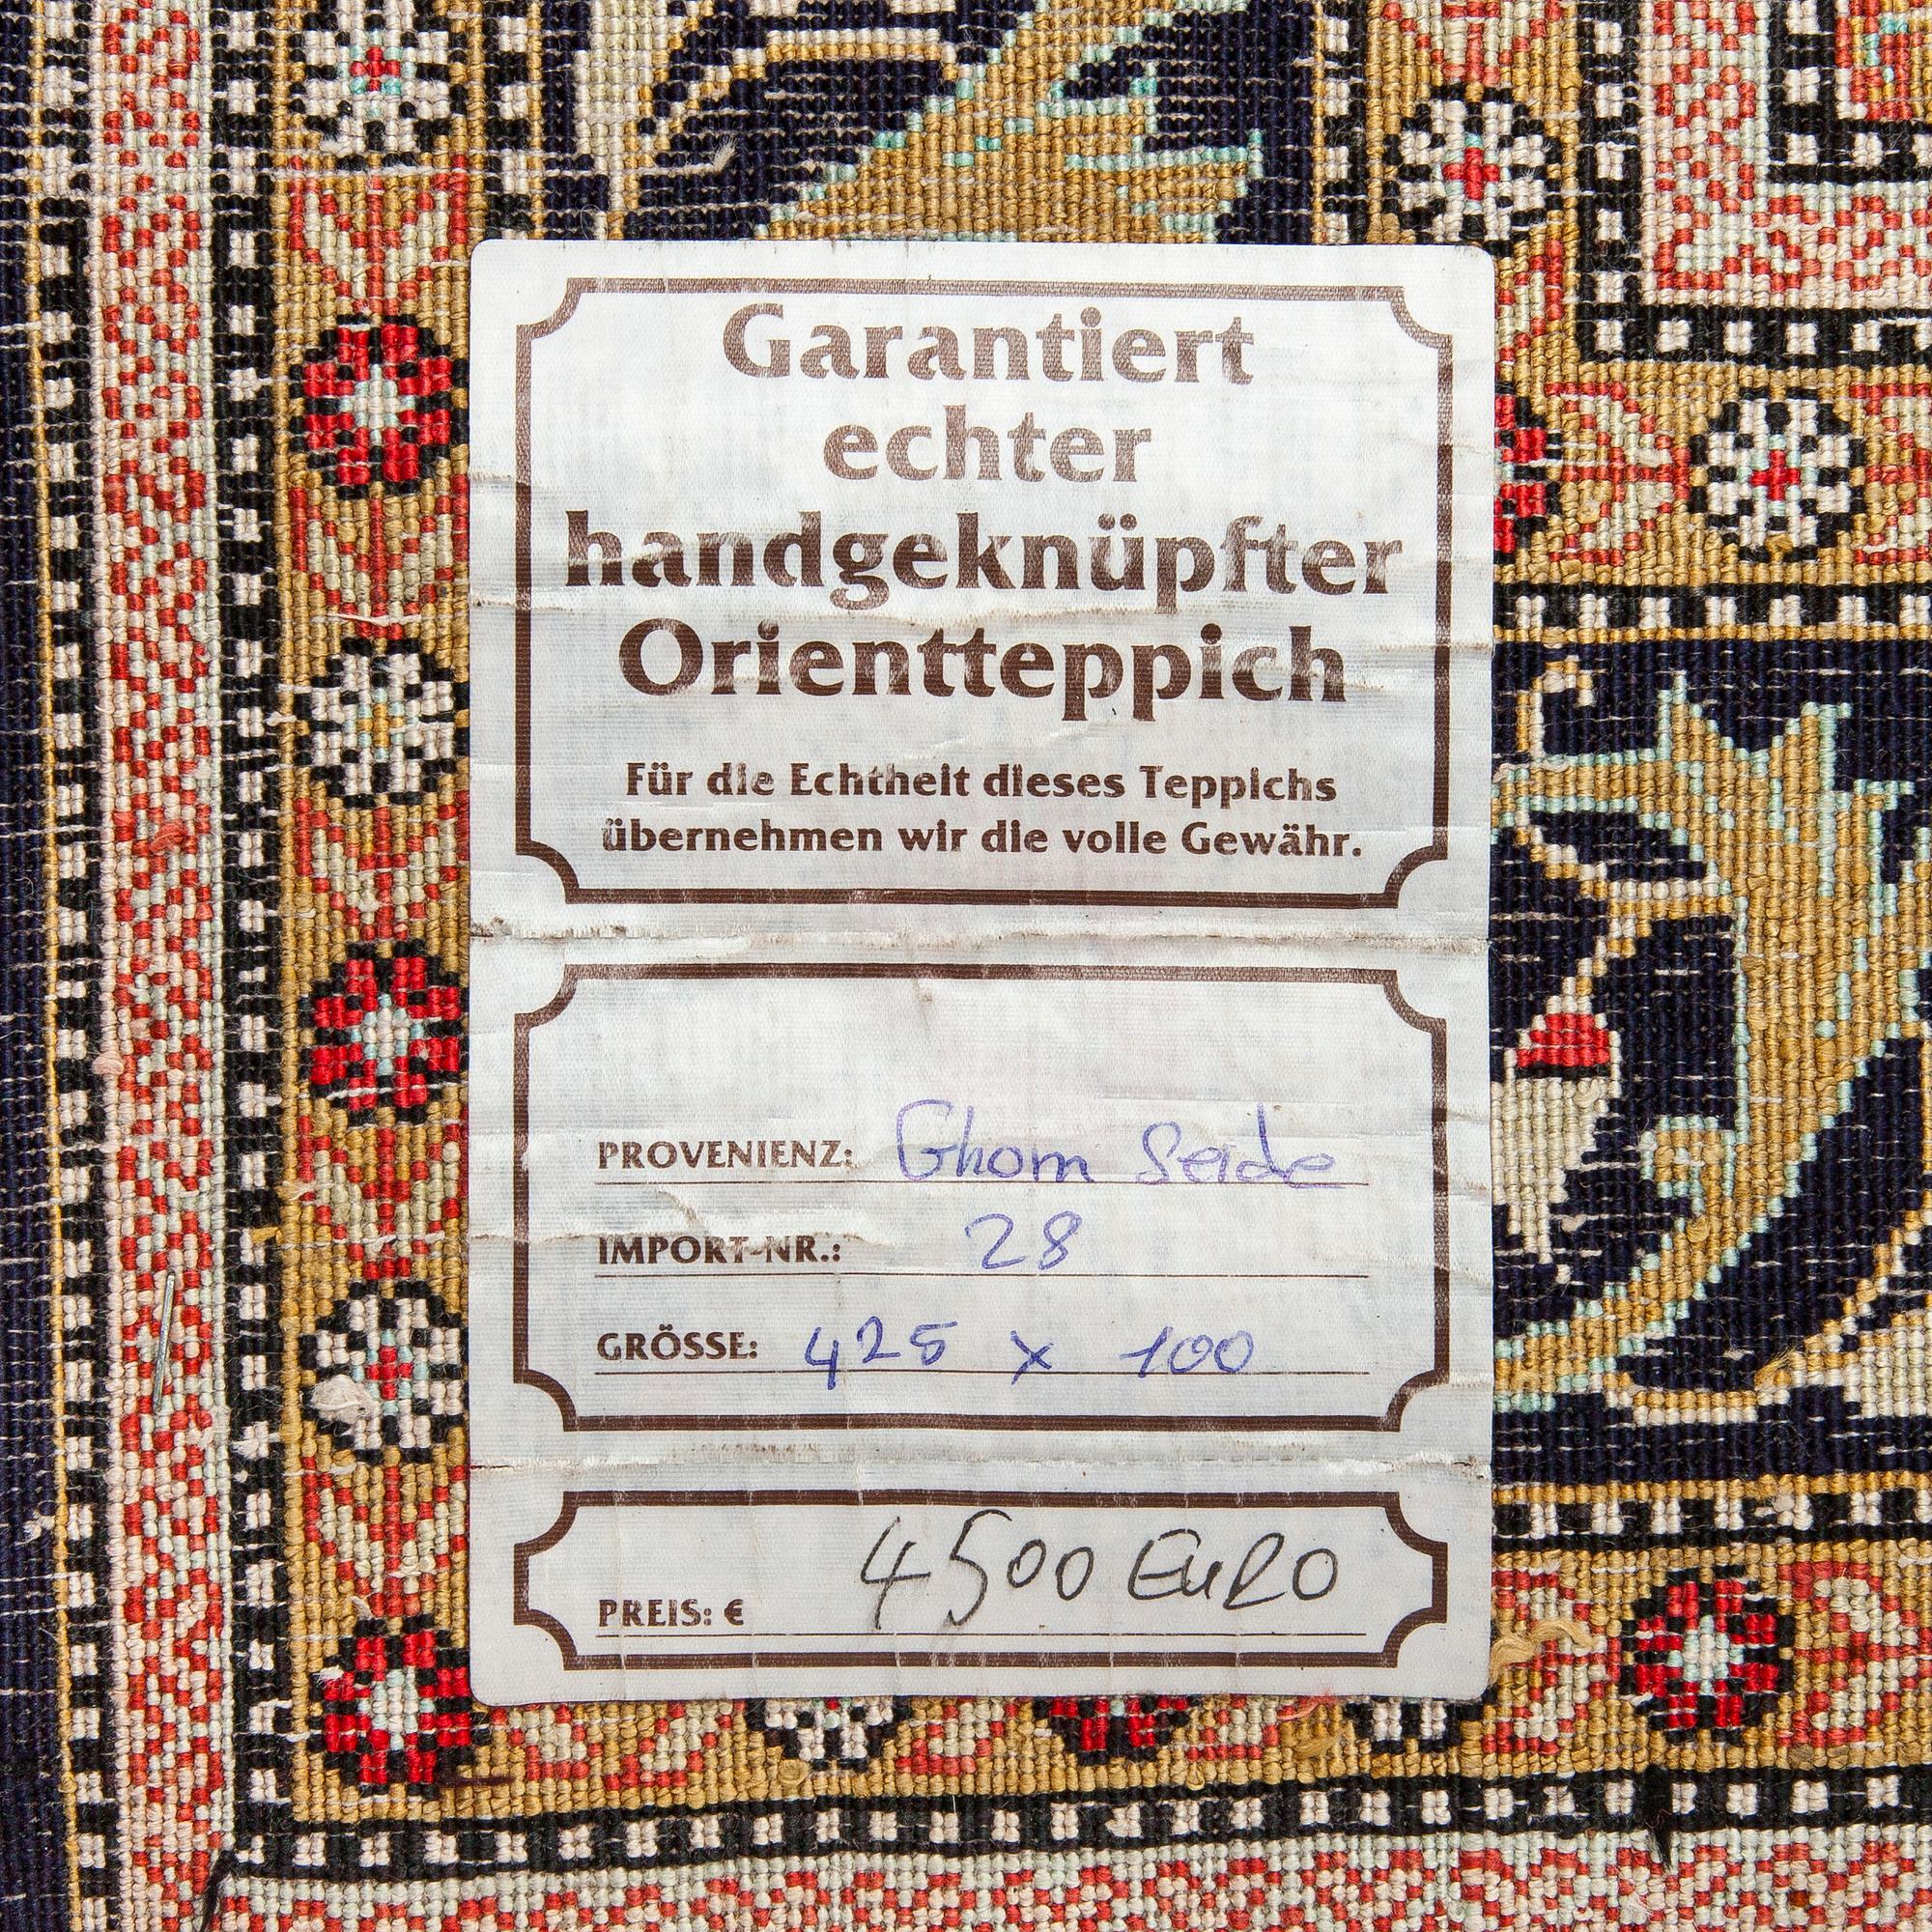 Garantiert
echter
handgeknüpfter
Orientteppich
Für die Echtheit dieses Teppichs
übernehmen wir die volle Gewähr.
PROVENIENZ: Ghom Seide
IMPORT-NR.: 28
GRÖSSE: 425 x 100
PREIS: € 4500 EURO